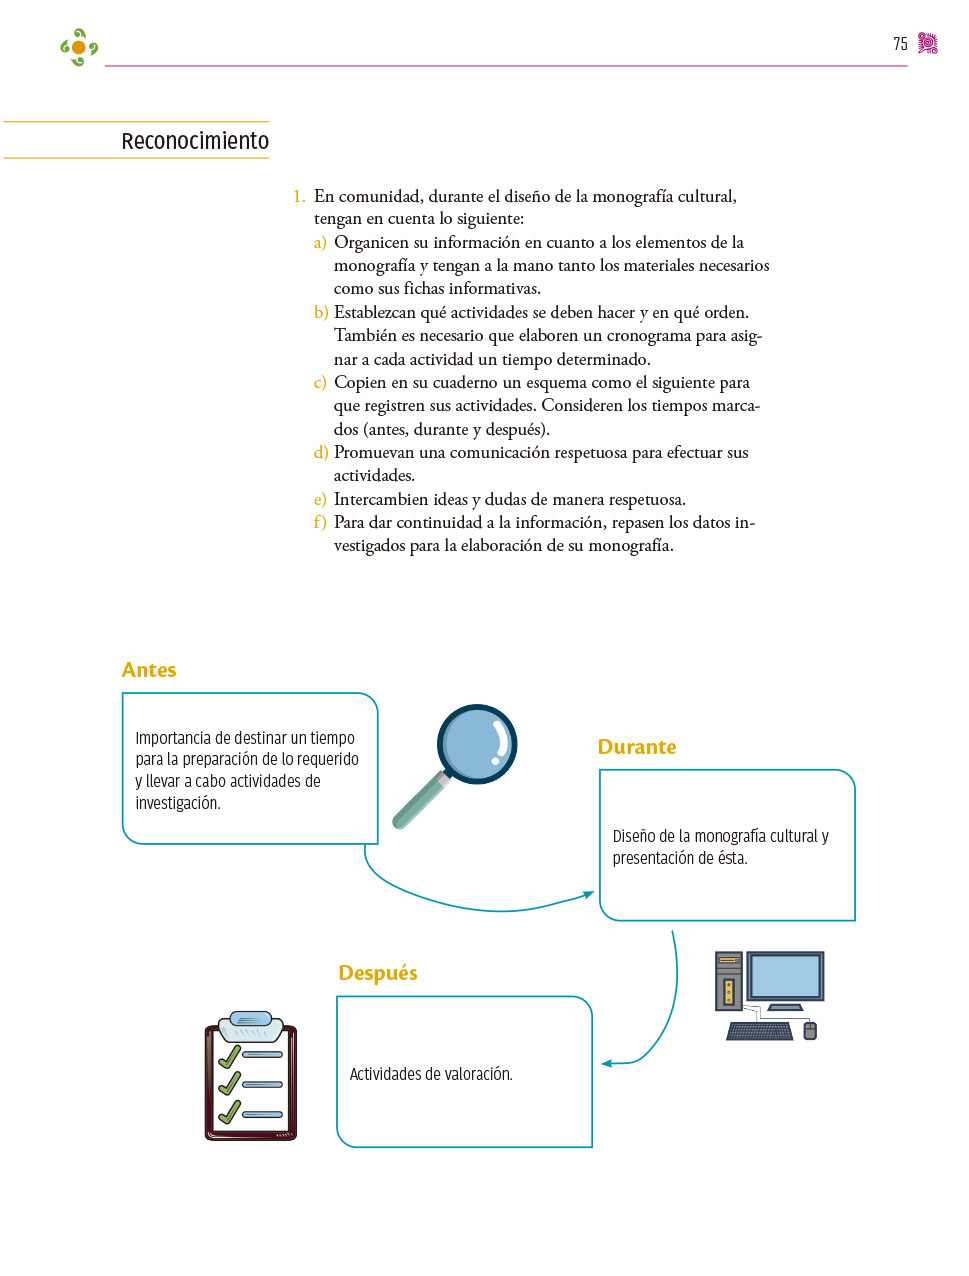 75
Reconocimiento
1. En comunidad, durante el diseño de la monografía cultural,
tengan en cuenta lo siguiente:
a) Organicen su información en cuanto a los elementos de la
monografía y tengan a la mano tanto los materiales necesarios
como sus fichas informativas.
b) Establezcan qué actividades se deben hacer y en qué orden.
También es necesario que elaboren un cronograma para asig-
nar a cada actividad un tiempo determinado.
c) Copien en su cuaderno un esquema como el siguiente para
que registren sus actividades. Consideren los tiempos marca-
dos (antes, durante y después).
d) Promuevan una comunicación respetuosa para efectuar sus
actividades.
e) Intercambien ideas y dudas de manera respetuosa.
f) Para dar continuidad a la información, repasen los datos in-
vestigados para la elaboración de su monografía.
Antes
Importancia de destinar un tiempo
para la preparación de lo requerido
y llevar a cabo actividades de
investigación.
Durante
Diseño de la monografía cultural y
presentación de ésta.
Después
Actividades de valoración.